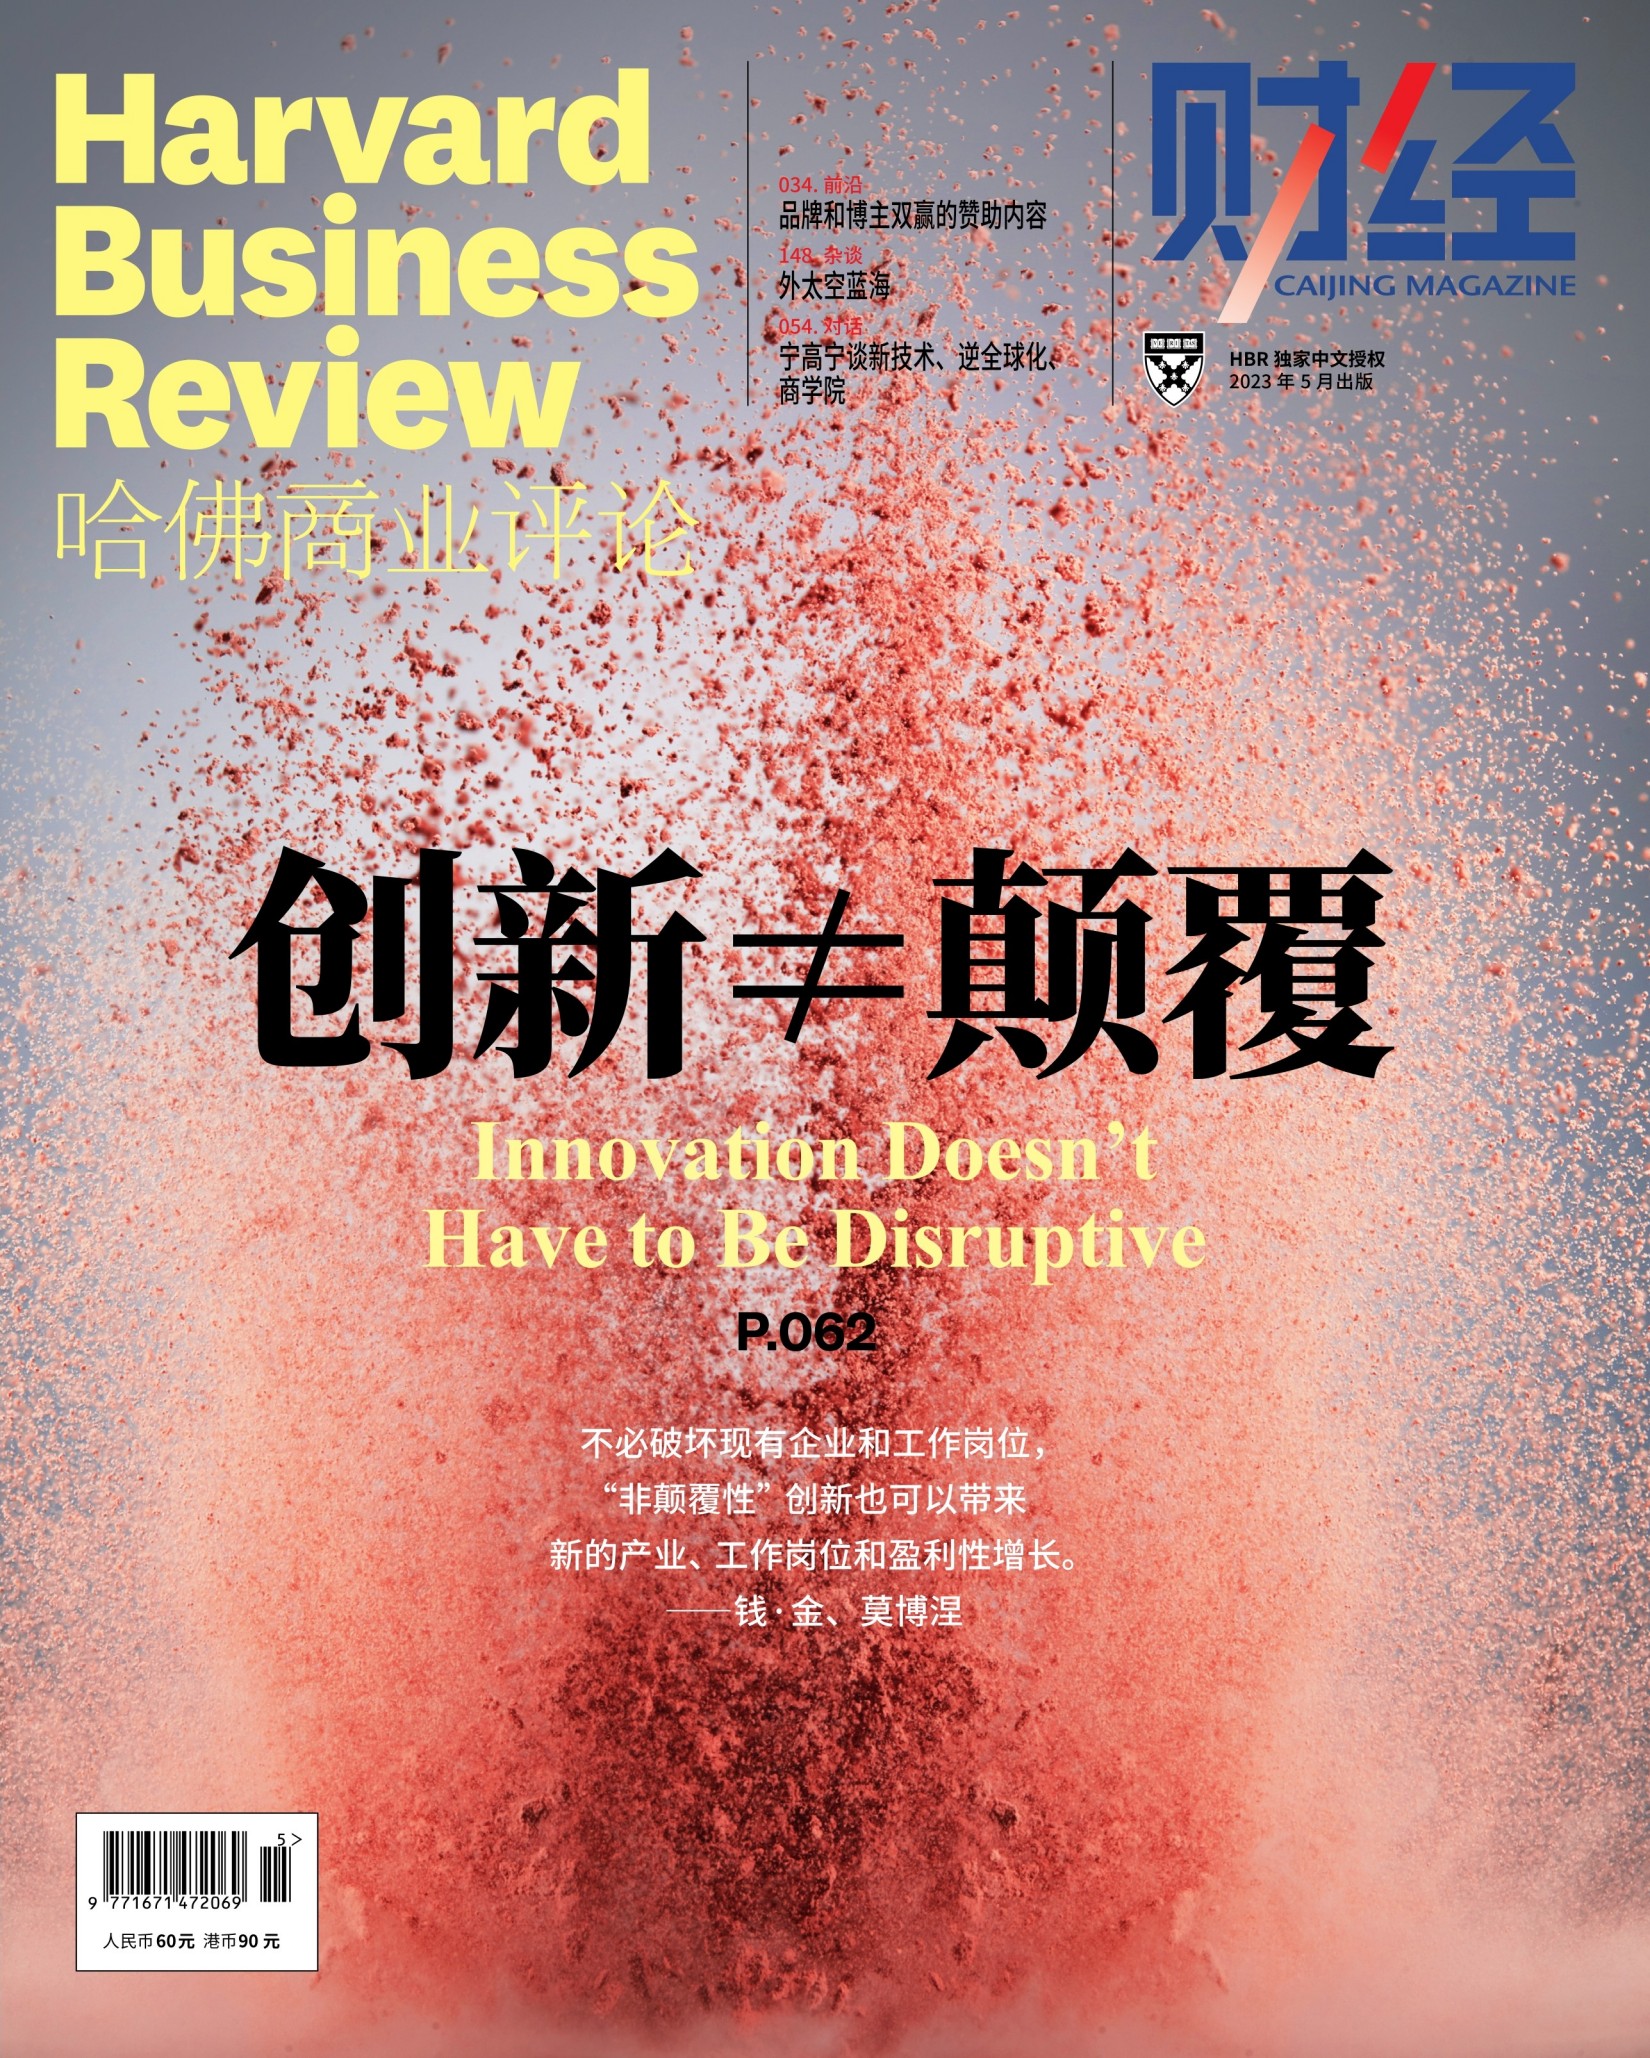 Harvard
Business
Review
哈佛商业评论
034. 前沿
品牌和博主双赢的赞助内容
148. 杂谈
外太空蓝海
054. 对话
宁高宁谈新技术、逆全球化、
商学院
财经
CAIJING MAGAZINE
HBR 独家中文授权
2023 年 5 月出版
创新≠颠覆
Innovation Doesn’t
Have to Be Disruptive
P.062
不必破坏现有企业和工作岗位，
“非颠覆性”创新也可以带来
新的产业、工作岗位和盈利性增长。
——钱·金、莫博涅
5>
9 771671 472069
人民币60元 港币90 元